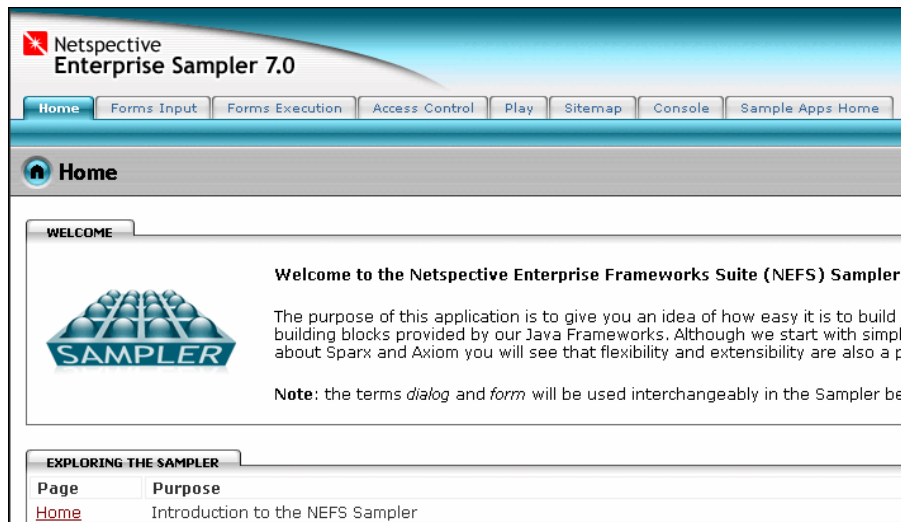 Netspective
Enterprise Sampler 7.0
Home Forms Input Forms Execution Access Control Play Sitemap Console Sample Apps Home
Home
WELCOME
SAMPLER
Welcome to the Netspective Enterprise Frameworks Suite (NEFS) Sampler
The purpose of this application is to give you an idea of how easy it is to build
building blocks provided by our Java Frameworks. Although we start with simpl
about Sparx and Axiom you will see that flexibility and extensibility are also a p
Note: the terms dialog and form will be used interchangeably in the Sampler be
EXPLORING THE SAMPLER
Page Purpose
Home Introduction to the NEFS Sampler